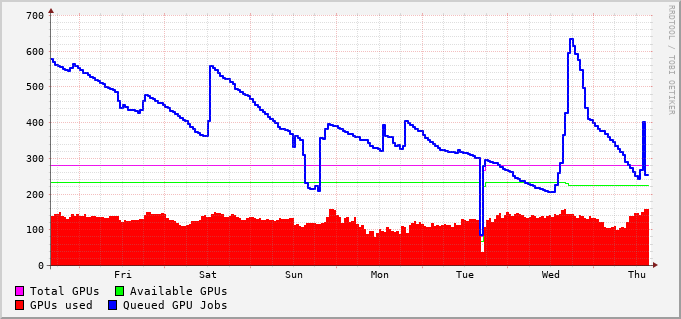 700
600
500
400
300
200
100
0
Fri Sat Sun Mon Tue Wed Thu
Total GPUs Available GPUs
GPUs used Queued GPU Jobs
RRDTOOL / TOBI OETIKER